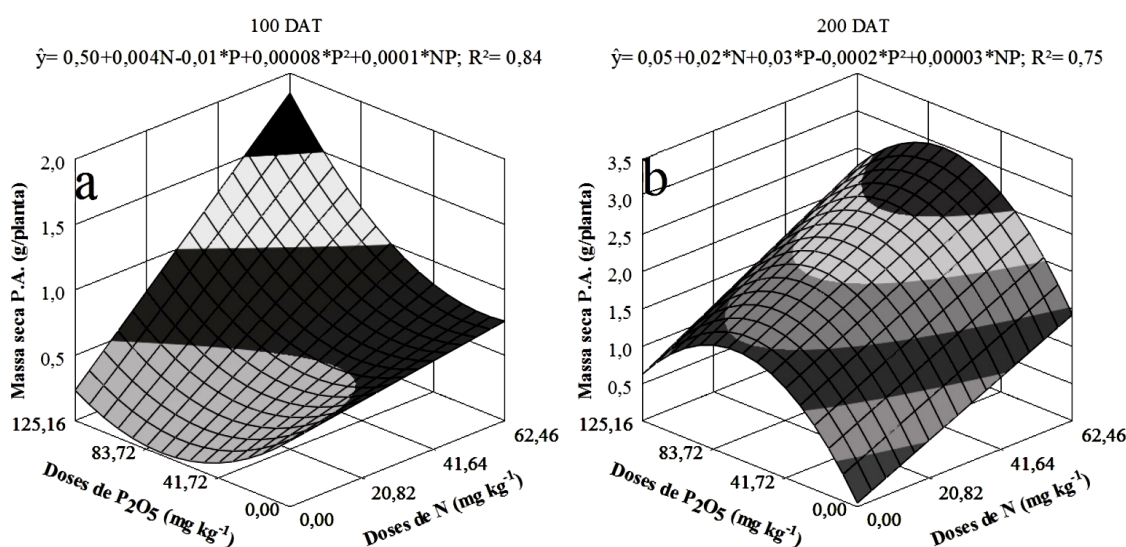 100 DAT
ŷ= 0,50+0,004N-0,01*P+0,00008*P²+0,0001*NP; R²= 0,84
a
Massa seca P.A. (g/planta)
2,0
1,5
1,0
0,5
125,16
83,72
41,72
0,00
Doses de P₂O₅ (mg kg⁻¹)
0,00
20,82
41,64
62,46
Doses de N (mg kg⁻¹)
200 DAT
ŷ= 0,05+0,02*N+0,03*P-0,0002*P²+0,00003*NP; R²= 0,75
b
Massa seca P.A. (g/planta)
3,5
3,0
2,5
2,0
1,5
1,0
0,5
125,16
83,72
41,72
0,00
Doses de P₂O₅ (mg kg⁻¹)
0,00
20,82
41,64
62,46
Doses de N (mg kg⁻¹)